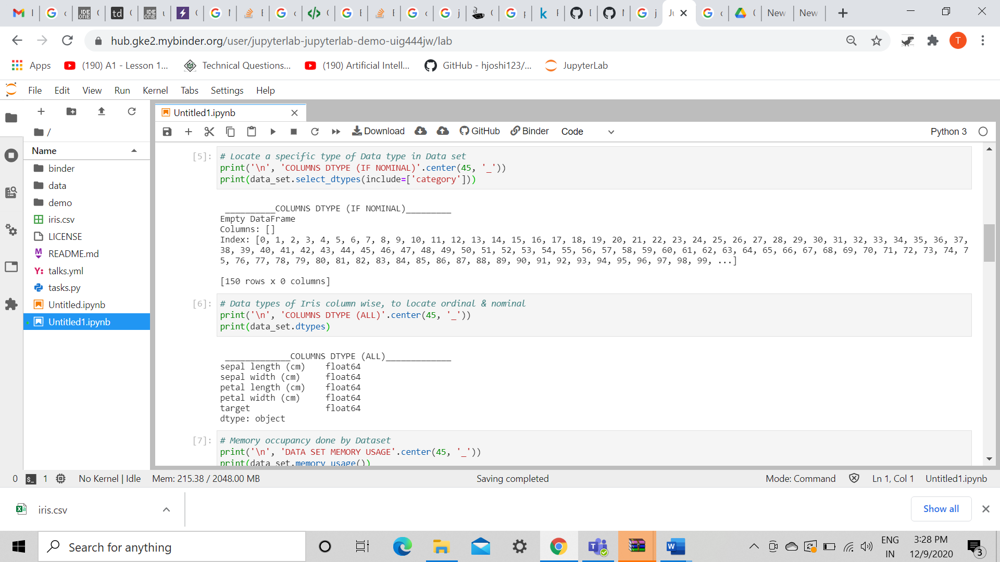 hub.gke2.mybinder.org/user/jupyterlab-jupyterlab-demo-uig444jw/lab
T
Apps (190) A1 - Lesson 1... Technical Questions... (190) Artificial Intell... GitHub - hjoshi123/... JupyterLab
File Edit View Run Kernel Tabs Settings Help
Untitled1.ipynb
Download GitHub Binder Code Python 3
/
Name
binder
data
demo
iris.csv
LICENSE
README.md
talks.yml
tasks.py
Untitled.ipynb
Untitled1.ipynb
[5]: # Locate a specific type of Data type in Data set
print('\n', 'COLUMNS DTYPE (IF NOMINAL)'.center(45, '_'))
print(data_set.select_dtypes(include=['category']))
__________COLUMNS DTYPE (IF NOMINAL)_________
Empty DataFrame
Columns: []
Index: [0, 1, 2, 3, 4, 5, 6, 7, 8, 9, 10, 11, 12, 13, 14, 15, 16, 17, 18, 19, 20, 21, 22, 23, 24, 25, 26, 27, 28, 29, 30, 31, 32, 33, 34, 35, 36, 37,
38, 39, 40, 41, 42, 43, 44, 45, 46, 47, 48, 49, 50, 51, 52, 53, 54, 55, 56, 57, 58, 59, 60, 61, 62, 63, 64, 65, 66, 67, 68, 69, 70, 71, 72, 73, 74, 7
5, 76, 77, 78, 79, 80, 81, 82, 83, 84, 85, 86, 87, 88, 89, 90, 91, 92, 93, 94, 95, 96, 97, 98, 99, ...]
[150 rows x 0 columns]
[6]: # Data types of Iris column wise, to locate ordinal & nominal
print('\n', 'COLUMNS DTYPE (ALL)'.center(45, '_'))
print(data_set.dtypes)
_____________COLUMNS DTYPE (ALL)_____________
sepal length (cm) float64
sepal width (cm) float64
petal length (cm) float64
petal width (cm) float64
target float64
dtype: object
[7]: # Memory occupancy done by Dataset
print('\n', 'DATA SET MEMORY USAGE'.center(45, '_'))
print(data_set.memory_usage())
0 1 No Kernel | Idle Mem: 215.38 / 2048.00 MB Saving completed Mode: Command Ln 1, Col 1 Untitled1.ipynb
iris.csv Show all
Search for anything
ENG
IN
3:28 PM
12/9/2020
3